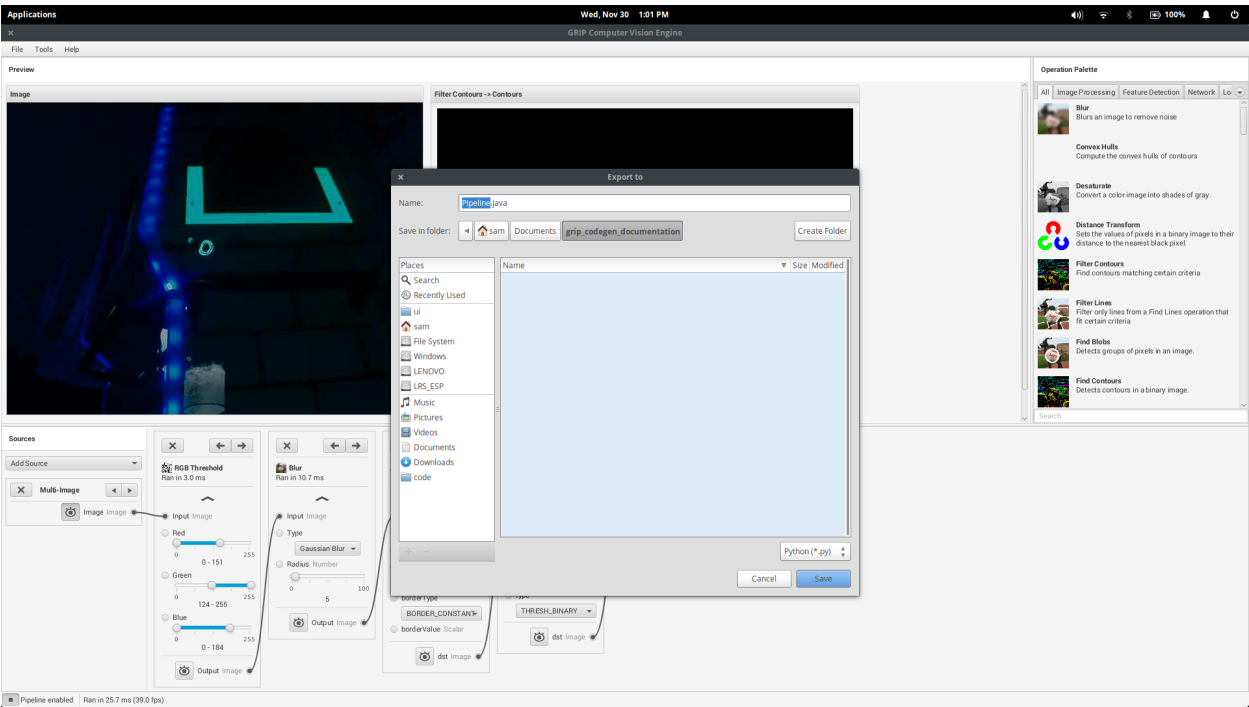 Applications
Wed, Nov 30 1:01 PM
100%
GRIP Computer Vision Engine
File Tools Help
Preview
Operation Palette
Image
Filter Contours -> Contours
All Image Processing Feature Detection Network Lo
Blur
Blurs an image to remove noise
Convex Hulls
Compute the convex hulls of contours
Desaturate
Convert a color image into shades of gray.
Distance Transform
Sets the values of pixels in a binary image to their
distance to the nearest black pixel
Filter Contours
Find contours matching certain criteria
Filter Lines
Filter only lines from a Find Lines operation that
fit certain criteria
Find Blobs
Detects groups of pixels in an image.
Find Contours
Detects contours in a binary image.
Search
Export to
Name: Pipeline.java
Save in folder: sam Documents grip_codegen_documentation Create Folder
Places
Search
Recently Used
ui
sam
File System
Windows
LENOVO
LRS_ESP
Music
Pictures
Videos
Documents
Downloads
code
Name Size Modified
Python (*.py)
Cancel Save
Sources
Add Source
Multi-Image
Image Image
RGB Threshold
Ran in 3.0 ms
Input Image
Red
0 255
0 - 151
Green
0 255
124 - 255
Blue
0 255
0 - 184
Output Image
Blur
Ran in 10.7 ms
Input Image
Type
Gaussian Blur
Radius Number
0 100
5
Output Image
borderType
BORDER_CONSTANT
borderValue Scalar
dst Image
THRESH_BINARY
dst Image
Pipeline enabled Ran in 25.7 ms (39.0 fps)